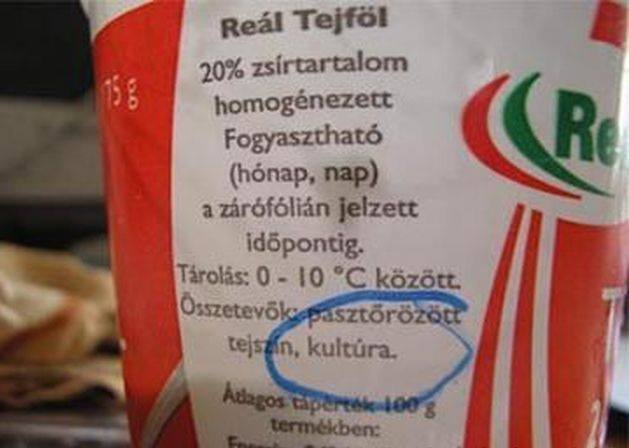 Reál Tejföl
20% zsírtartalom
75 g
homogénezett
Fogyasztható
(hónap, nap)
a zárófólián jelzett
időpontig.
Tárolás: 0 - 10 °C között.
Összetevők: pasztőrözött
tejszín, kultúra.
Átlagos tápérték 100 g
termékben:
Re